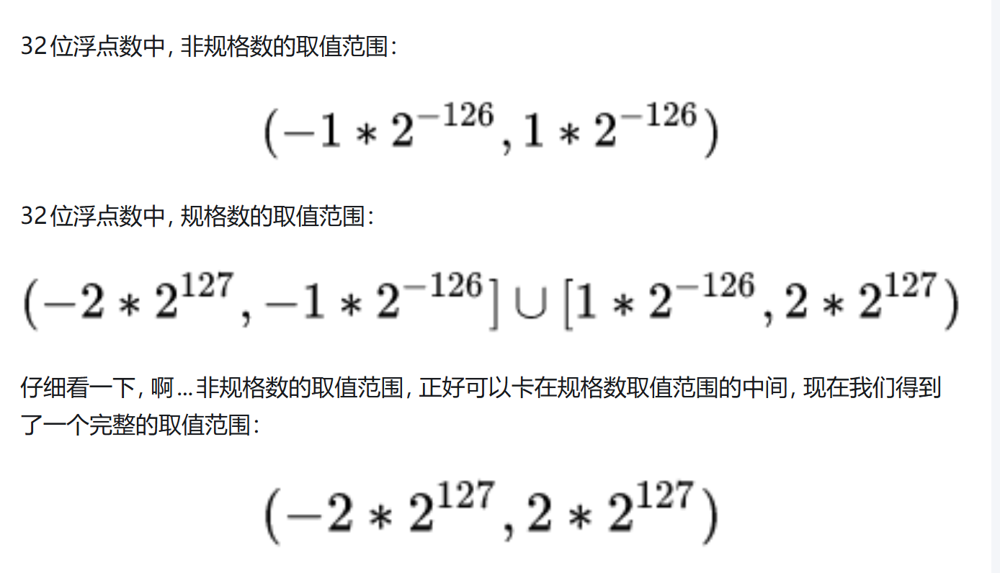 32位浮点数中, 非规格数的取值范围:
(−1 * 2^{−126}, 1 * 2^{−126})
32位浮点数中, 规格数的取值范围:
(−2 * 2^{127}, −1 * 2^{−126}] ∪ [1 * 2^{−126}, 2 * 2^{127})
仔细看一下, 啊...非规格数的取值范围, 正好可以卡在规格数取值范围的中间, 现在我们得到
了一个完整的取值范围:
(−2 * 2^{127}, 2 * 2^{127})